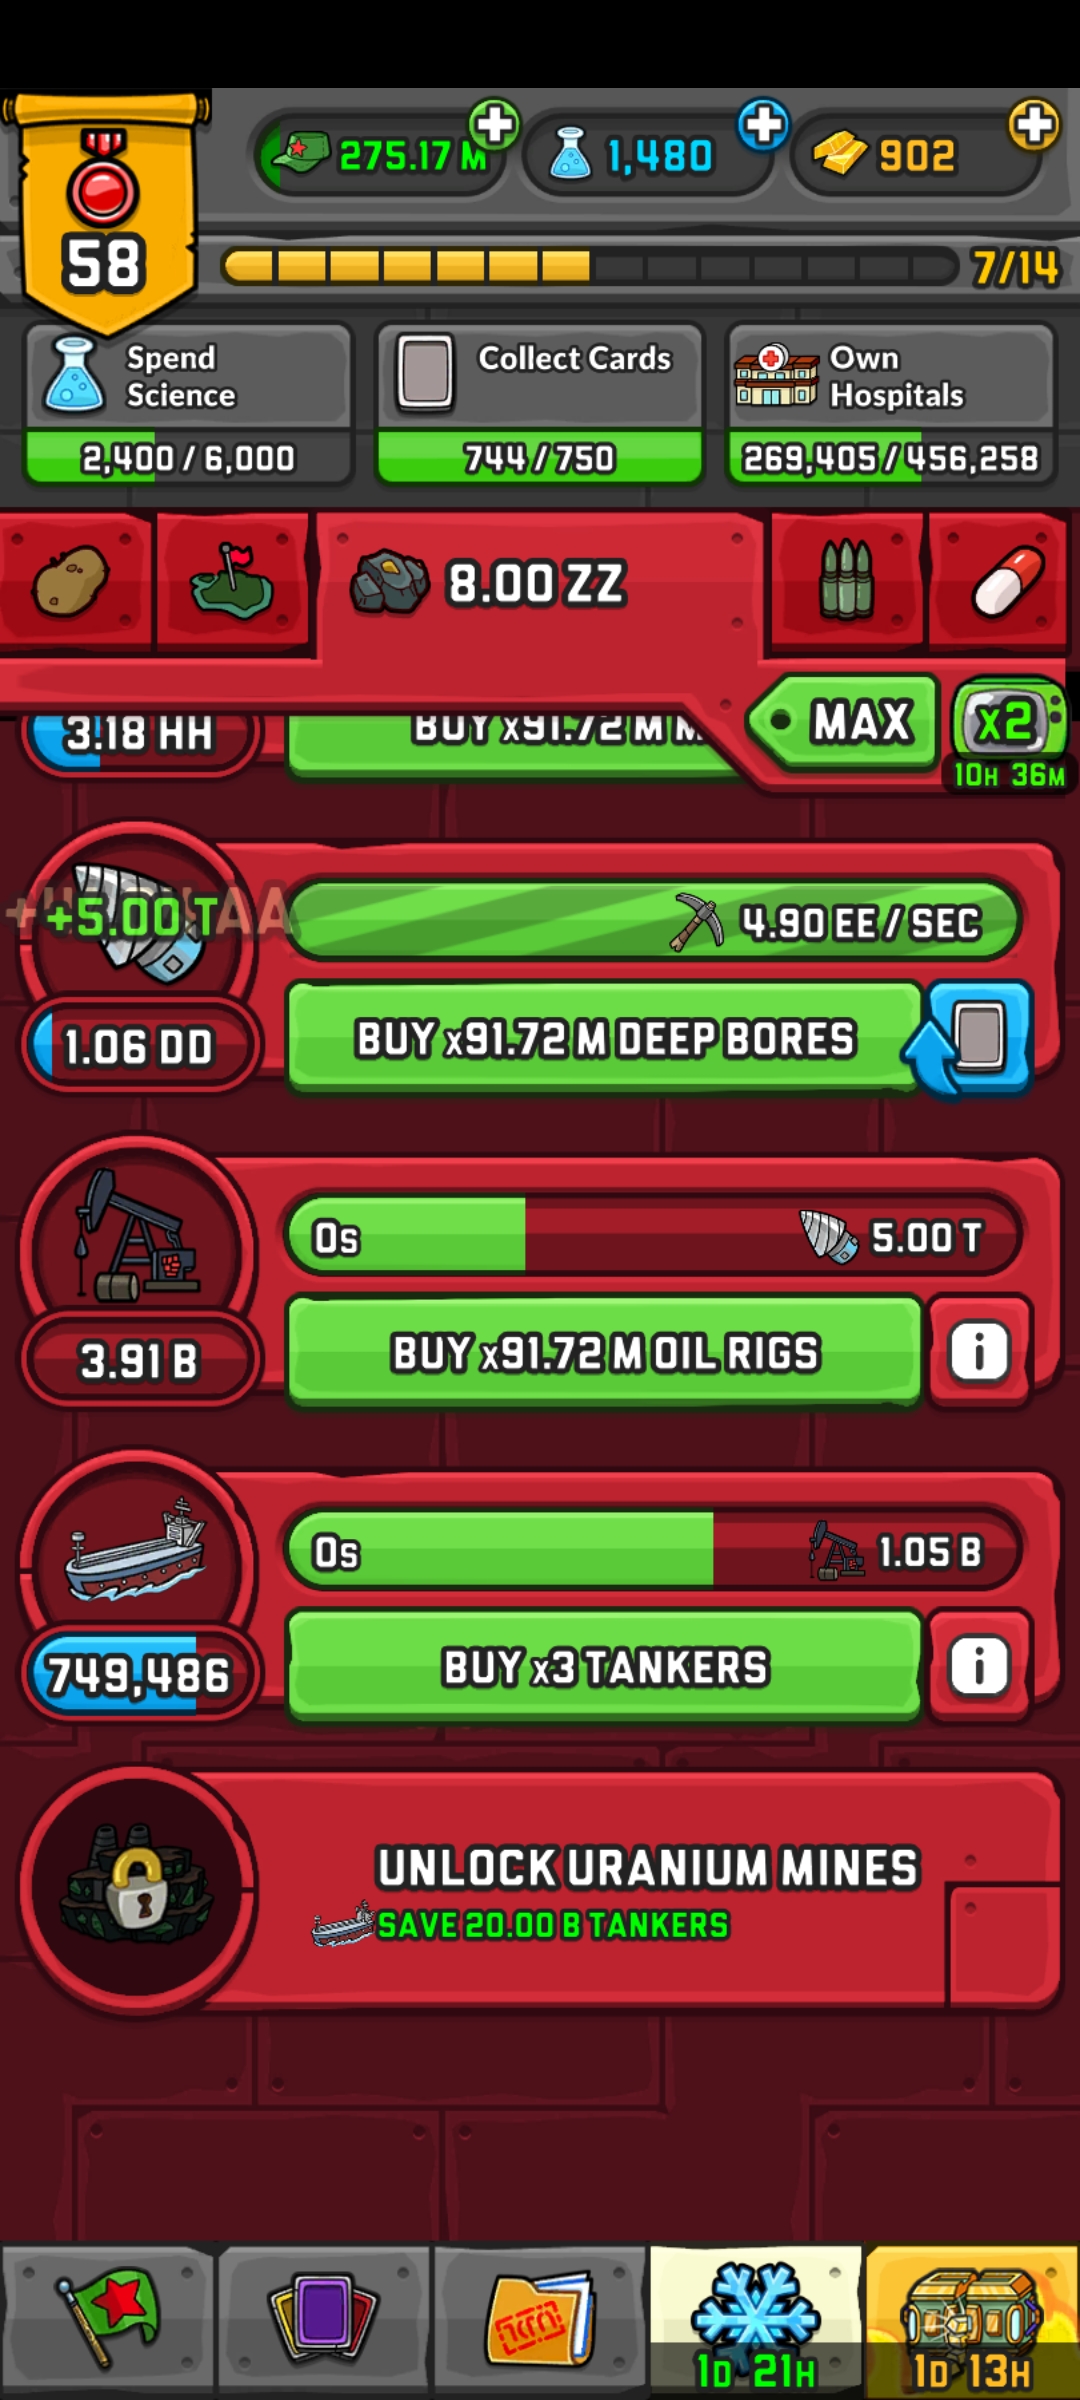 275.17 M
1,480
902
58
7/14
Spend
Science
Collect Cards
Own
Hospitals
2,400 / 6,000
744 / 750
269,405 / 456,258
8.00 ZZ
MAX
x2
10H 36M
3.18 HH
BUY x91.72 M
+5.00 T
AA
4.90 EE / SEC
1.06 DD
BUY x91.72 M DEEP BORES
0s
5.00 T
3.91 B
BUY x91.72 M OIL RIGS
i
0s
1.05 B
749,486
BUY x3 TANKERS
i
UNLOCK URANIUM MINES
SAVE 20.00 B TANKERS
1D 21H
1D 13H